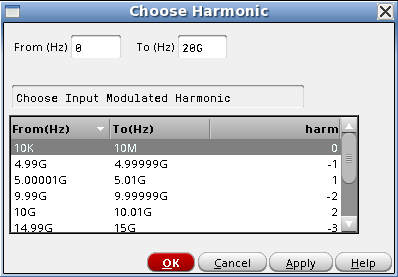 Choose Harmonic
From (Hz) 0 To (Hz) 20G
Choose Input Modulated Harmonic
From(Hz) To(Hz) harm
10K 10M 0
4.99G 4.99999G -1
5.00001G 5.01G 1
9.99G 9.99999G -2
10G 10.01G 2
14.99G 15G -3
OK Cancel Apply Help